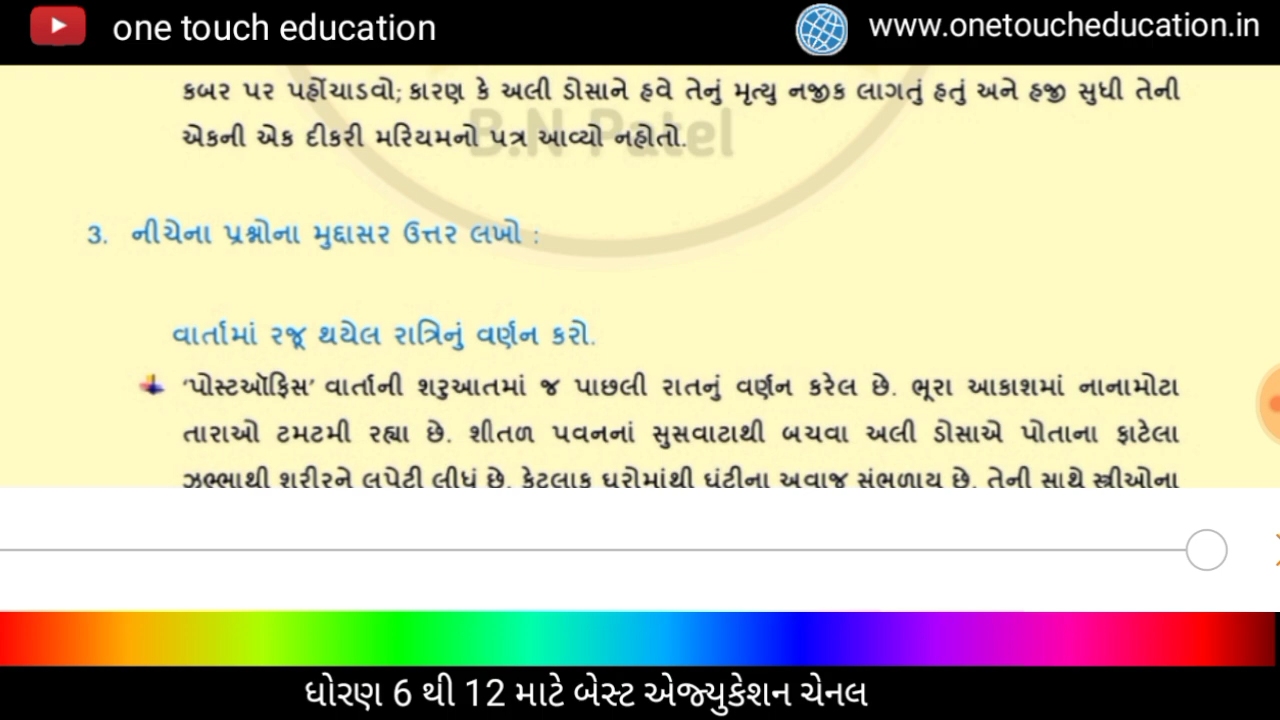 one touch education
www.onetoucheducation.in
કબર પર પહોંચાડવો; કારણ કે અલી ડોસાને હવે તેનું મૃત્યુ નજીક લાગતું હતું અને હજી સુધી તેની
એકની એક દીકરી મરિયમનો પત્ર આવ્યો નહોતો.
B.N Patel
3. નીચેના પ્રશ્નોના મુદ્દાસર ઉત્તર લખો :
વાર્તામાં રજૂ થયેલ રાત્રિનું વર્ણન કરો.
‘પોસ્ટઑફિસ’ વાર્તાની શરુઆતમાં જ પાછલી રાતનું વર્ણન કરેલ છે. ભૂરા આકાશમાં નાનામોટા
તારાઓ ટમટમી રહ્યા છે. શીતળ પવનનાં સુસવાટાથી બચવા અલી ડોસાએ પોતાના ફાટેલા
ઝભ્ભાથી શરીરને લપેટી લીધું છે. કેટલાક ઘરોમાંથી ઘંટીના અવાજ સંભળાય છે. તેની સાથે સ્ત્રીઓના
ધોરણ 6 થી 12 માટે બેસ્ટ એજ્યુકેશન ચેનલ